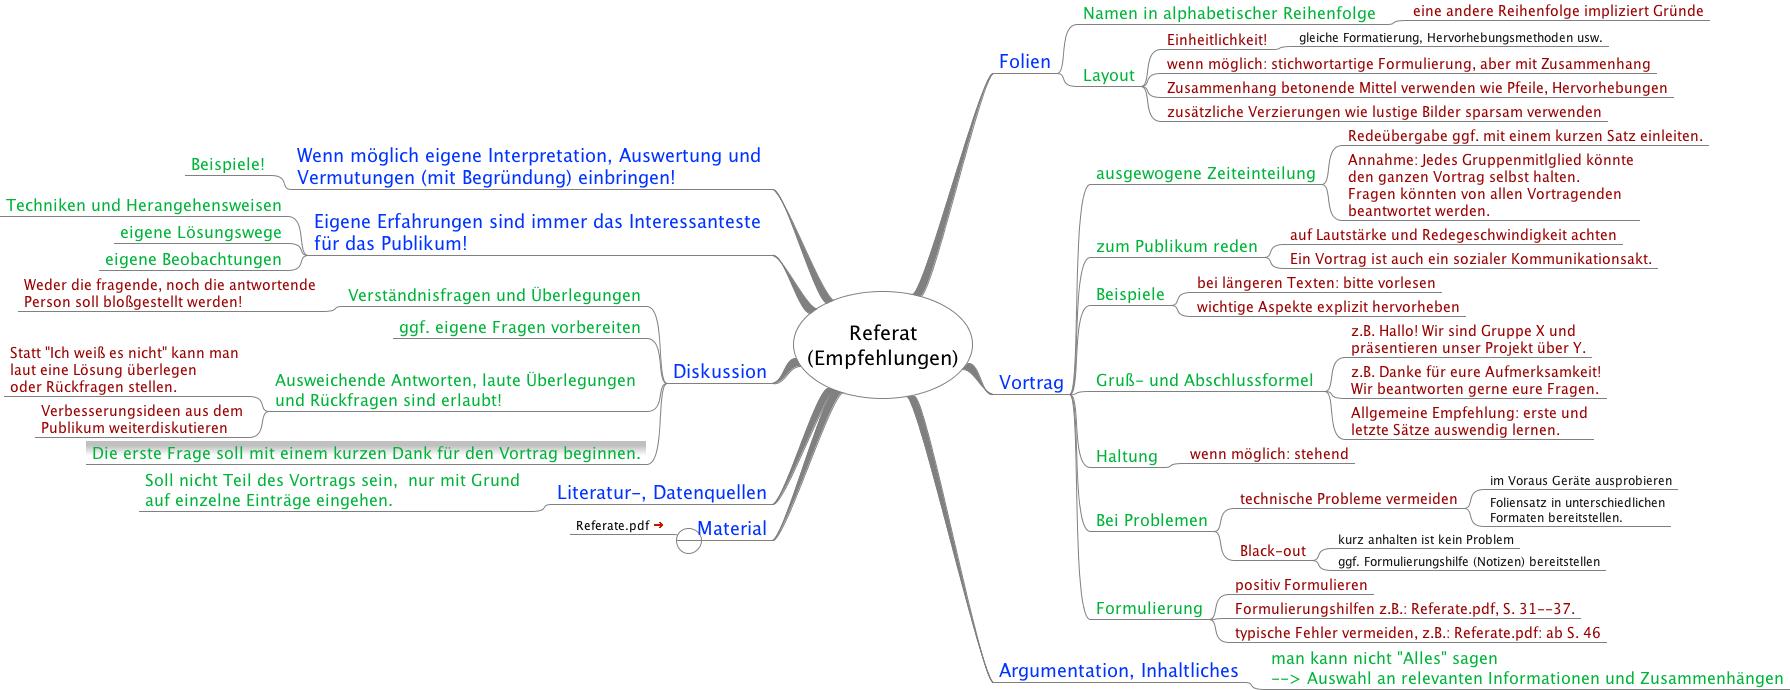 Referat
(Empfehlungen)
Folien
Namen in alphabetischer Reihenfolge
eine andere Reihenfolge impliziert Gründe
Layout
Einheitlichkeit!
gleiche Formatierung, Hervorhebungsmethoden usw.
wenn möglich: stichwortartige Formulierung, aber mit Zusammenhang
Zusammenhang betonende Mittel verwenden wie Pfeile, Hervorhebungen
zusätzliche Verzierungen wie lustige Bilder sparsam verwenden
Vortrag
ausgewogene Zeiteinteilung
Redeübergabe ggf. mit einem kurzen Satz einleiten.
Annahme: Jedes Gruppenmitlglied könnte
den ganzen Vortrag selbst halten.
Fragen könnten von allen Vortragenden
beantwortet werden.
zum Publikum reden
auf Lautstärke und Redegeschwindigkeit achten
Ein Vortrag ist auch ein sozialer Kommunikationsakt.
Beispiele
bei längeren Texten: bitte vorlesen
wichtige Aspekte explizit hervorheben
Gruß- und Abschlussformel
z.B. Hallo! Wir sind Gruppe X und
präsentieren unser Projekt über Y.
z.B. Danke für eure Aufmerksamkeit!
Wir beantworten gerne eure Fragen.
Allgemeine Empfehlung: erste und
letzte Sätze auswendig lernen.
Haltung
wenn möglich: stehend
Bei Problemen
technische Probleme vermeiden
im Voraus Geräte ausprobieren
Foliensatz in unterschiedlichen
Formaten bereitstellen.
Black-out
kurz anhalten ist kein Problem
ggf. Formulierungshilfe (Notizen) bereitstellen
Formulierung
positiv Formulieren
Formulierungshilfen z.B.: Referate.pdf, S. 31--37.
typische Fehler vermeiden, z.B.: Referate.pdf: ab S. 46
Argumentation, Inhaltliches
man kann nicht "Alles" sagen
--> Auswahl an relevanten Informationen und Zusammenhängen
Wenn möglich eigene Interpretation, Auswertung und
Vermutungen (mit Begründung) einbringen!
Beispiele!
Eigene Erfahrungen sind immer das Interessanteste
für das Publikum!
Techniken und Herangehensweisen
eigene Lösungswege
eigene Beobachtungen
Diskussion
Verständnisfragen und Überlegungen
Weder die fragende, noch die antwortende
Person soll bloßgestellt werden!
ggf. eigene Fragen vorbereiten
Ausweichende Antworten, laute Überlegungen
und Rückfragen sind erlaubt!
Statt "Ich weiß es nicht" kann man
laut eine Lösung überlegen
oder Rückfragen stellen.
Verbesserungsideen aus dem
Publikum weiterdiskutieren
Die erste Frage soll mit einem kurzen Dank für den Vortrag beginnen.
Literatur-, Datenquellen
Soll nicht Teil des Vortrags sein,  nur mit Grund
auf einzelne Einträge eingehen.
Material
Referate.pdf